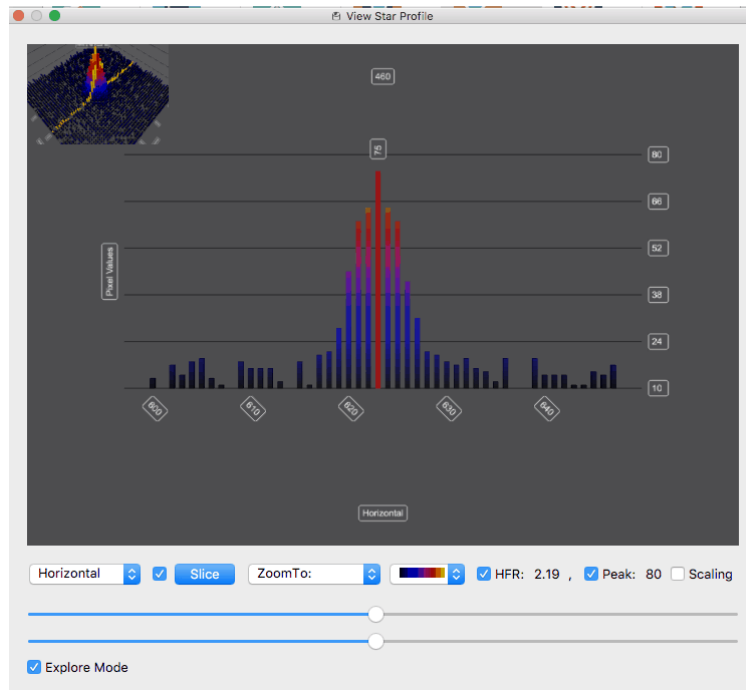 View Star Profile
460
75
80
66
52
38
24
10
Pixel Values
600
610
620
630
640
Horizontal
Horizontal Slice ZoomTo: HFR: 2.19 , Peak: 80 Scaling
Explore Mode